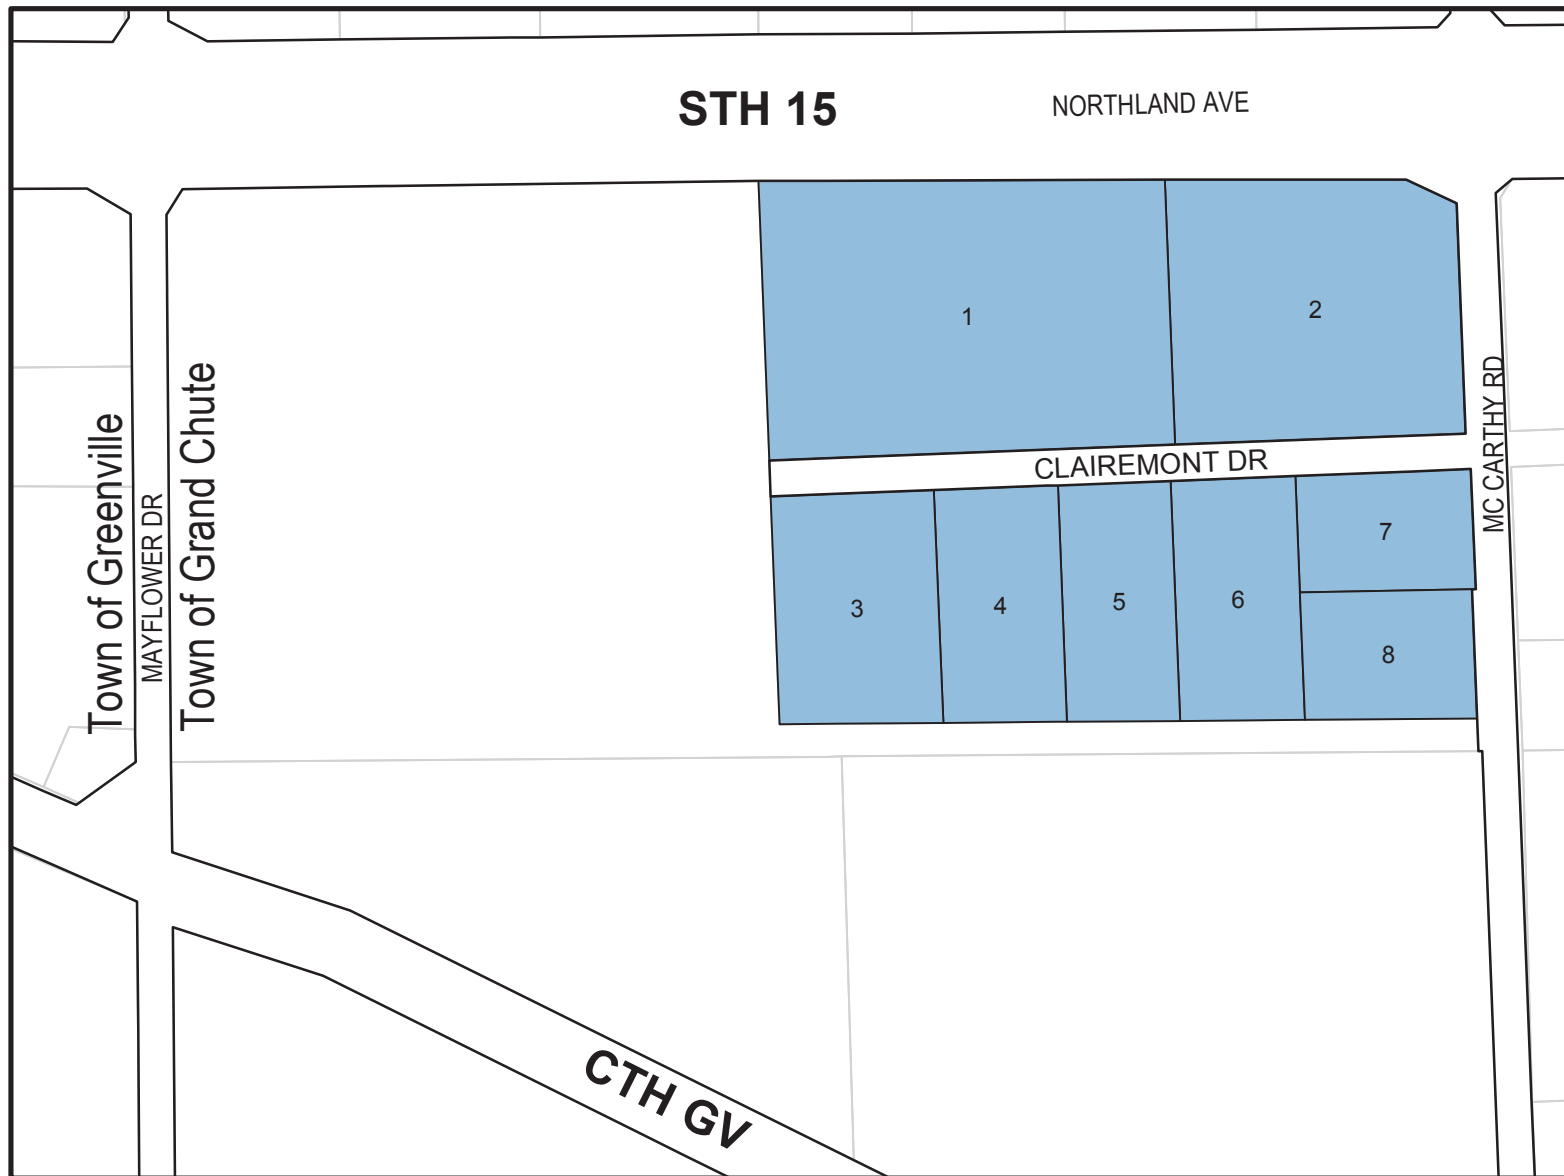 STH 15
NORTHLAND AVE
1
2
CLAIREMONT DR
MC CARTHY RD
Town of Greenville
MAYFLOWER DR
Town of Grand Chute
3
4
5
6
7
8
CTH GV